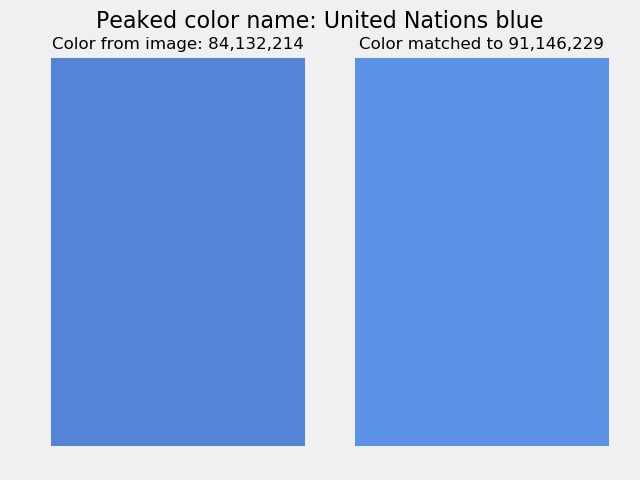 Peaked color name: United Nations blue
Color from image: 84,132,214
Color matched to 91,146,229